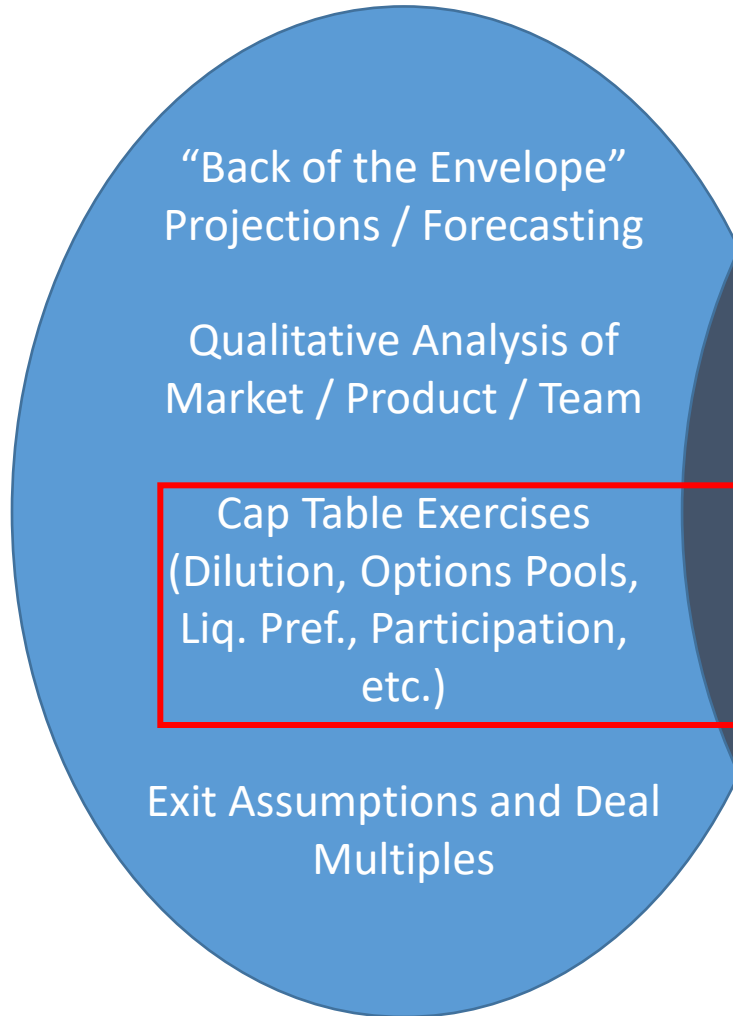 “Back of the Envelope”
Projections / Forecasting
Qualitative Analysis of
Market / Product / Team
Cap Table Exercises
(Dilution, Options Pools,
Liq. Pref., Participation,
etc.)
Exit Assumptions and Deal
Multiples